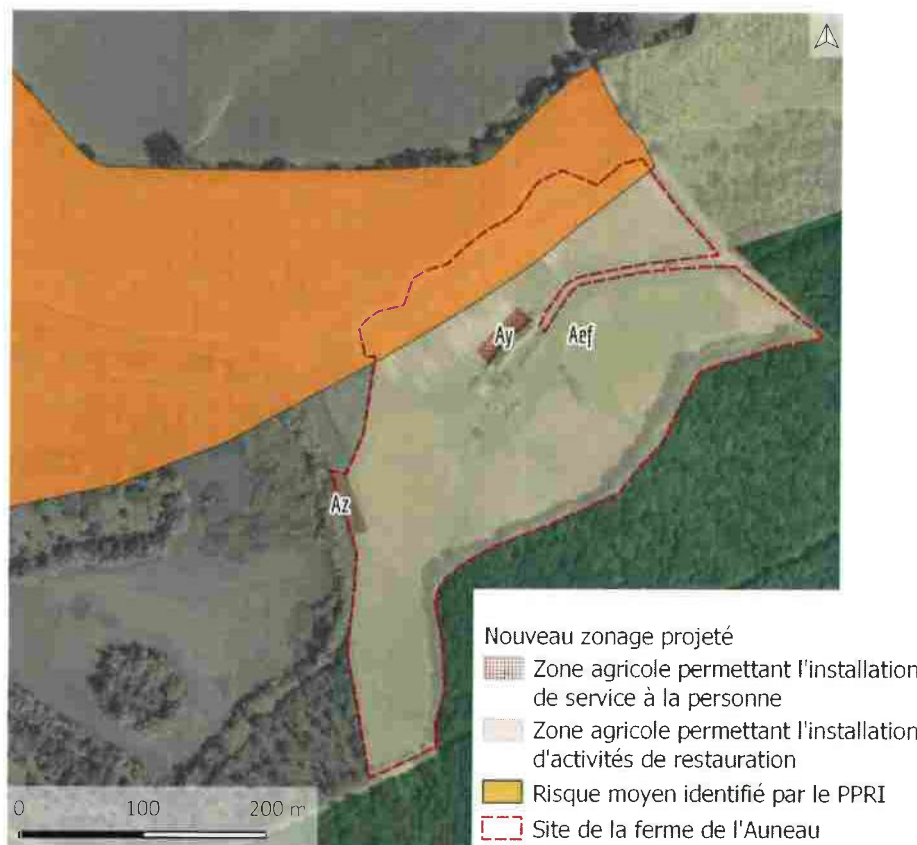 Ay
Aef
Az
0 100 200 m
Nouveau zonage projeté
Zone agricole permettant l'installation
de service à la personne
Zone agricole permettant l'installation
d'activités de restauration
Risque moyen identifié par le PPRI
Site de la ferme de l'Auneau